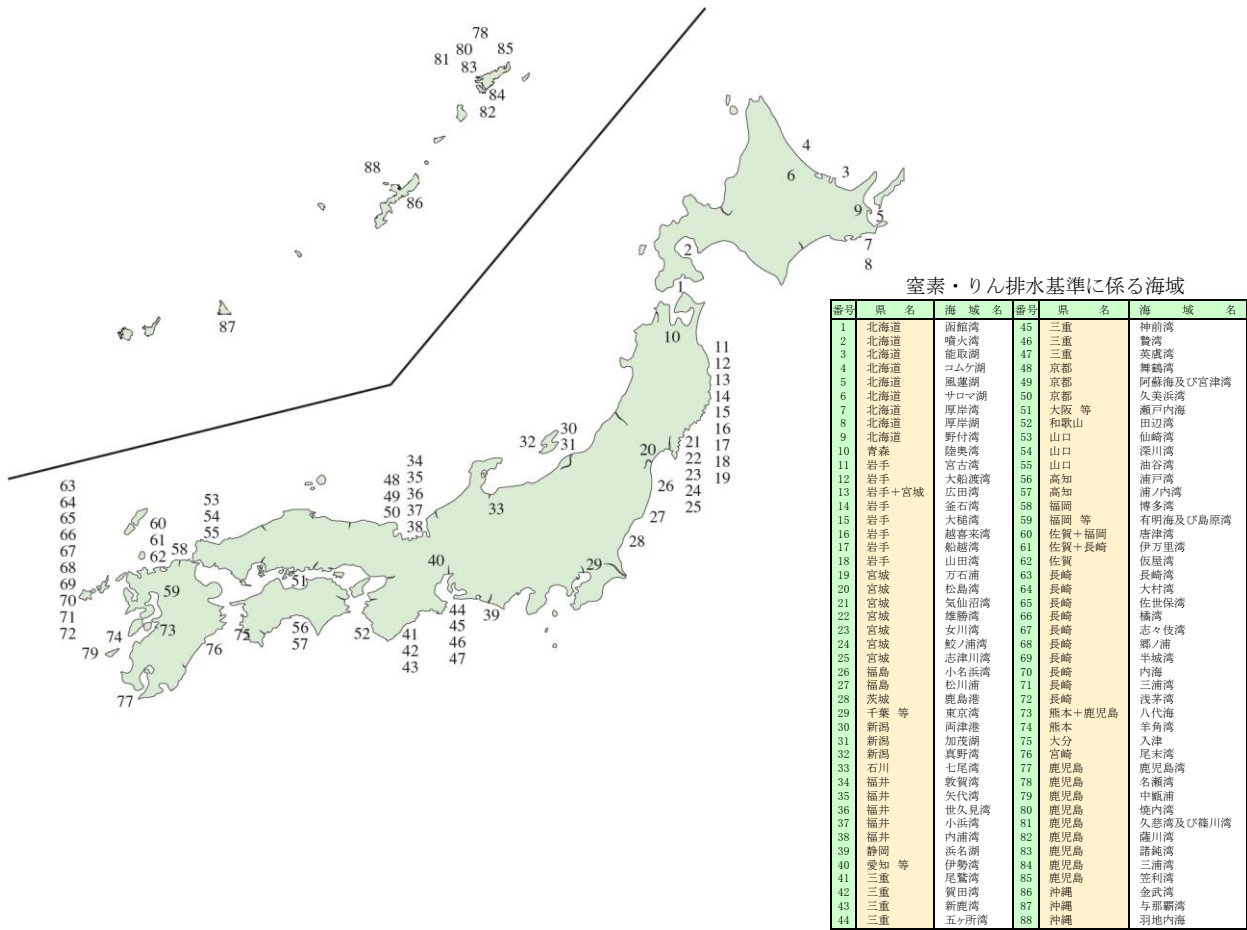 78
80
85
81
83
84
82
88
86
87
4
3
6
9
5
7
8
2
1
10
11
12
13
14
15
16
17
18
19
20
21
22
23
24
25
26
27
28
29
30
31
32
33
34
35
36
37
38
48
49
50
53
54
55
63
64
65
66
67
68
69
70
71
72
60
61
62
58
59
51
40
39
44
45
46
47
41
42
43
52
56
57
75
76
73
74
79
77
窒素・りん排水基準に係る海域
番号 県 名 海 域 名 番号 県 名 海 域 名
1 北海道 函館湾 45 三重 神前湾
2 北海道 噴火湾 46 三重 贄湾
3 北海道 能取湖 47 三重 英虞湾
4 北海道 コムケ湖 48 京都 舞鶴湾
5 北海道 風蓮湖 49 京都 阿蘇海及び宮津湾
6 北海道 サロマ湖 50 京都 久美浜湾
7 北海道 厚岸湾 51 大阪 等 瀬戸内海
8 北海道 厚岸湖 52 和歌山 田辺湾
9 北海道 野付湾 53 山口 仙崎湾
10 青森 陸奥湾 54 山口 深川湾
11 岩手 宮古湾 55 山口 油谷湾
12 岩手 大船渡湾 56 高知 浦戸湾
13 岩手+宮城 広田湾 57 高知 浦ノ内湾
14 岩手 釜石湾 58 福岡 博多湾
15 岩手 大槌湾 59 福岡 等 有明海及び島原湾
16 岩手 越喜来湾 60 佐賀+福岡 唐津湾
17 岩手 船越湾 61 佐賀+長崎 伊万里湾
18 岩手 山田湾 62 佐賀 仮屋湾
19 宮城 万石浦 63 長崎 長崎湾
20 宮城 松島湾 64 長崎 大村湾
21 宮城 気仙沼湾 65 長崎 佐世保湾
22 宮城 雄勝湾 66 長崎 橘湾
23 宮城 女川湾 67 長崎 志々伎湾
24 宮城 鮫ノ浦湾 68 長崎 郷ノ浦
25 宮城 志津川湾 69 長崎 半城湾
26 福島 小名浜湾 70 長崎 内海
27 福島 松川浦 71 長崎 三浦湾
28 茨城 鹿島港 72 長崎 浅茅湾
29 千葉 等 東京湾 73 熊本+鹿児島 八代海
30 新潟 両津港 74 熊本 羊角湾
31 新潟 加茂湖 75 大分 入津
32 新潟 真野湾 76 宮崎 尾末湾
33 石川 七尾湾 77 鹿児島 鹿児島湾
34 福井 敦賀湾 78 鹿児島 名瀬湾
35 福井 矢代湾 79 鹿児島 中甑浦
36 福井 世久見湾 80 鹿児島 焼内湾
37 福井 小浜湾 81 鹿児島 久慈湾及び篠川湾
38 福井 内浦湾 82 鹿児島 薩川湾
39 静岡 浜名湖 83 鹿児島 諸鈍湾
40 愛知 等 伊勢湾 84 鹿児島 三浦湾
41 三重 尾鷲湾 85 鹿児島 笠利湾
42 三重 賀田湾 86 沖縄 金武湾
43 三重 新鹿湾 87 沖縄 与那覇湾
44 三重 五ヶ所湾 88 沖縄 羽地内海